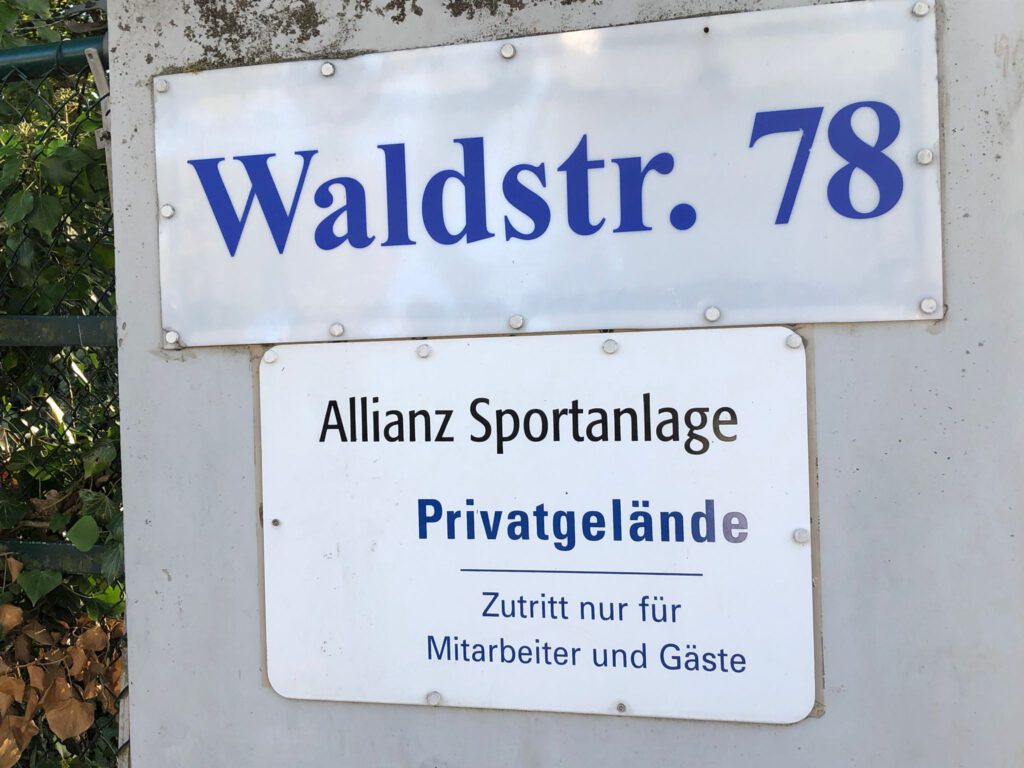 Waldstr. 78
Allianz Sportanlage
Privatgelände
Zutritt nur für
Mitarbeiter und Gäste